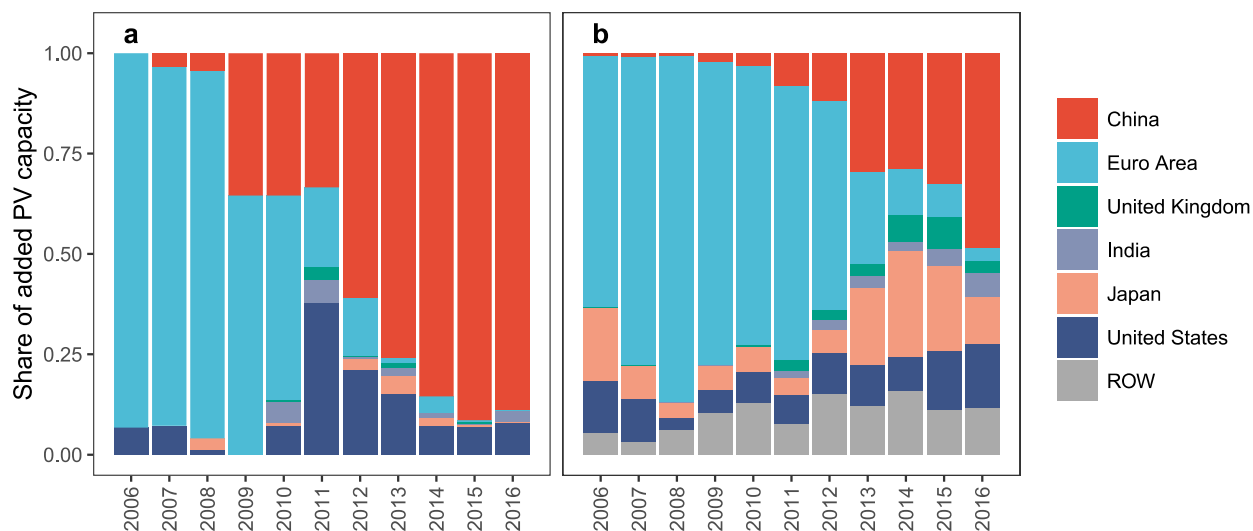 a
b
Share of added PV capacity
1.00
0.75
0.50
0.25
0.00
2006 2007 2008 2009 2010 2011 2012 2013 2014 2015 2016
2006 2007 2008 2009 2010 2011 2012 2013 2014 2015 2016
China
Euro Area
United Kingdom
India
Japan
United States
ROW